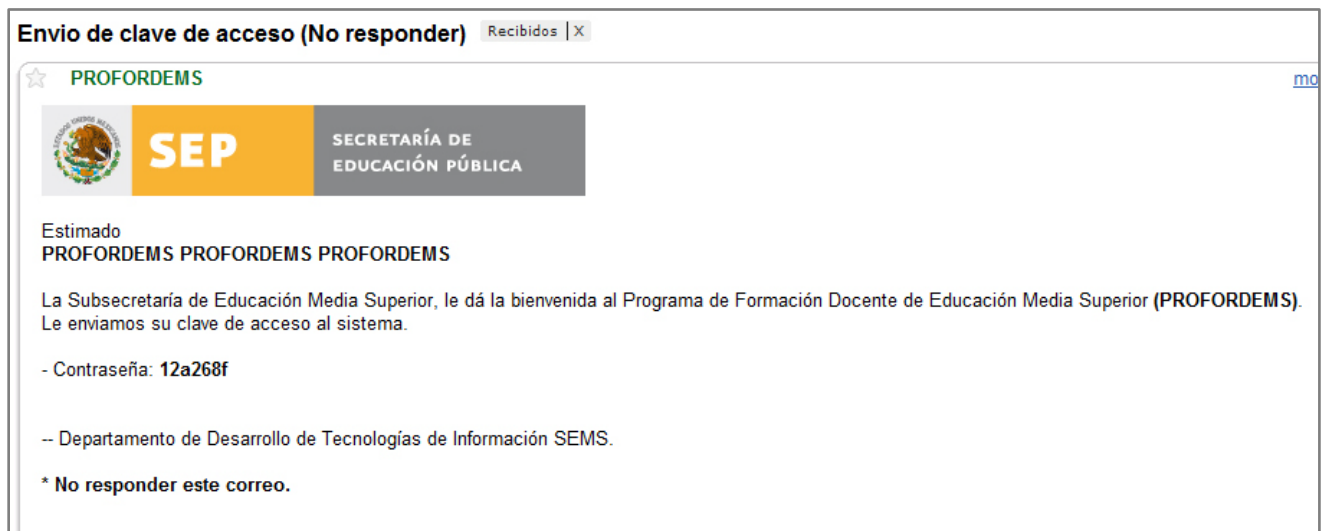 Envio de clave de acceso (No responder) Recibidos | X
PROFORDEMS mo
ESTADOS UNIDOS MEXICANOS
SEP
SECRETARÍA DE
EDUCACIÓN PÚBLICA
Estimado
PROFORDEMS PROFORDEMS PROFORDEMS
La Subsecretaría de Educación Media Superior, le dá la bienvenida al Programa de Formación Docente de Educación Media Superior (PROFORDEMS).
Le enviamos su clave de acceso al sistema.
- Contraseña: 12a268f
-- Departamento de Desarrollo de Tecnologías de Información SEMS.
* No responder este correo.